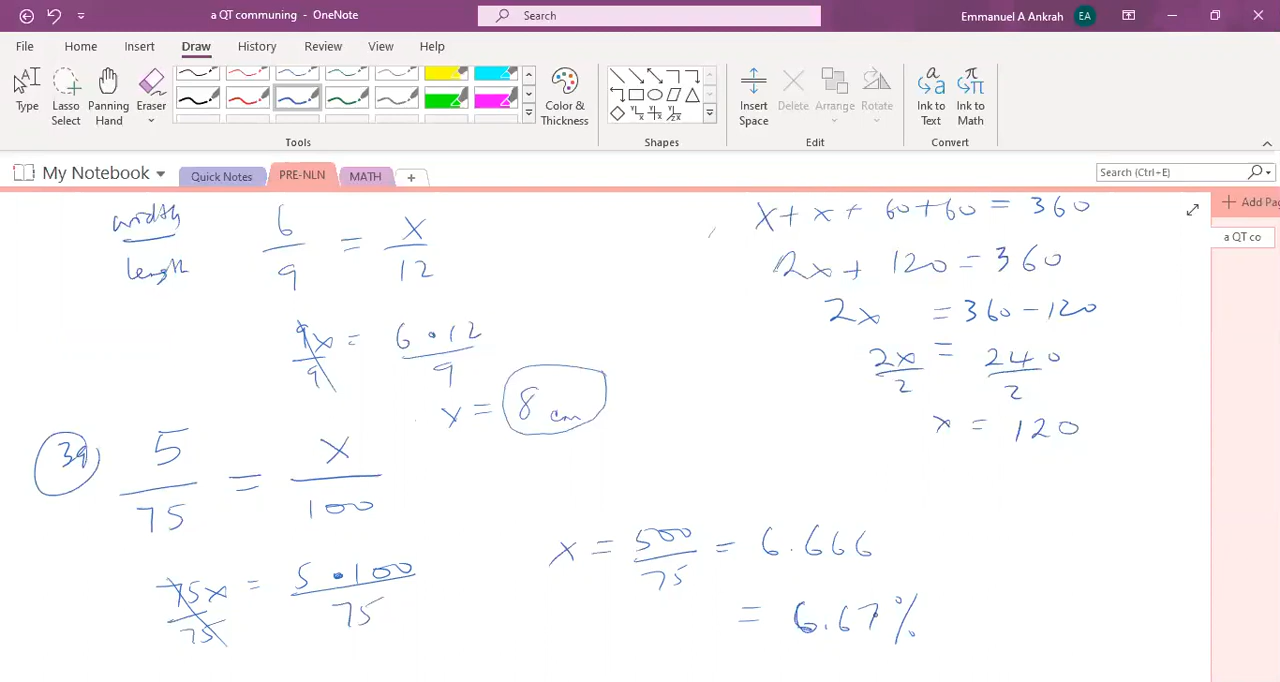 a QT communing - OneNote
Search
Emmanuel A Ankrah
EA
File Home Insert Draw History Review View Help
Type
Lasso Select
Panning Hand
Eraser
Tools
Color & Thickness
Shapes
Insert Space
Delete
Arrange
Rotate
Edit
Ink to Text
Ink to Math
Convert
My Notebook
Quick Notes
PRE-NLN
MATH
Search (Ctrl+E)
Add Pag
a QT co
width
length
6/9 = x/12
9x/9 = 6·12/9
x = 8 cm
x + x + 60 + 60 = 360
2x + 120 = 360
2x = 360 - 120
2x/2 = 240/2
x = 120
39
5/75 = x/100
75x/75 = 5·100/75
x = 500/75 = 6.666
= 6.67%